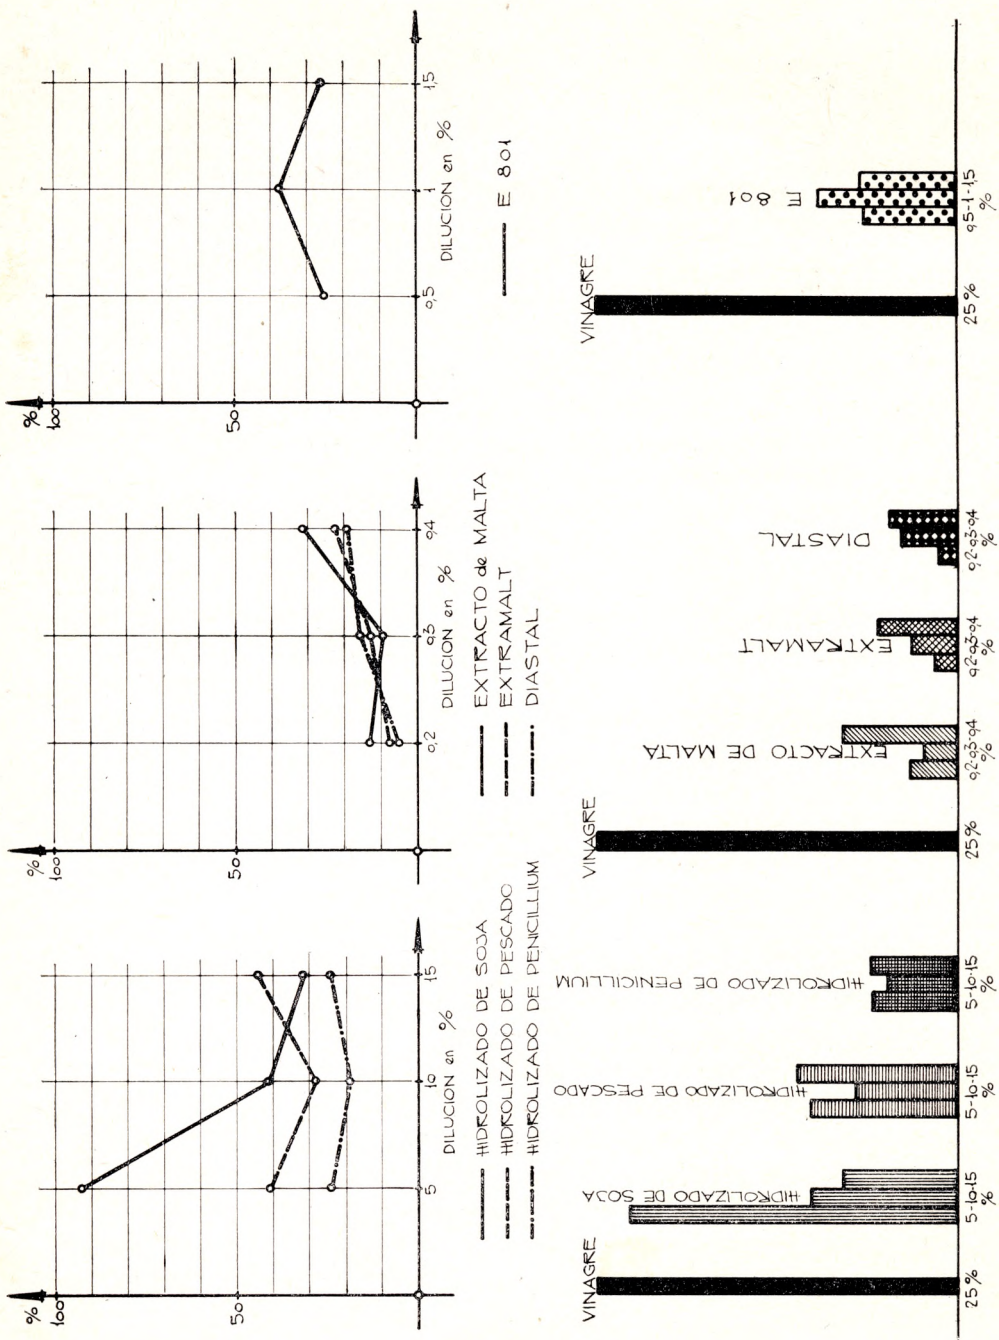 %
100
50
5
10
15
DILUCION en %
HIDROLIZADO DE SOJA
HIDROLIZADO DE PESCADO
HIDROLIZADO DE PENICILLIUM
%
100
50
0,2
0,3
0,4
DILUCION en %
EXTRACTO de MALTA
EXTRAMALT
DIASTAL
%
100
50
0,5
1
1,5
DILUCION en %
E 801
VINAGRE
25%
HIDROLIZADO DE SOJA
5-10-15
%
HIDROLIZADO DE PESCADO
5-10-15
%
HIDROLIZADO DE PENICILLIUM
5-10-15
%
VINAGRE
25%
EXTRACTO DE MALTA
0,2-0,3-0,4
%
EXTRAMALT
0,2-0,3-0,4
%
DIASTAL
0,2-0,3-0,4
%
VINAGRE
25%
E 801
0,5-1-1,5
%